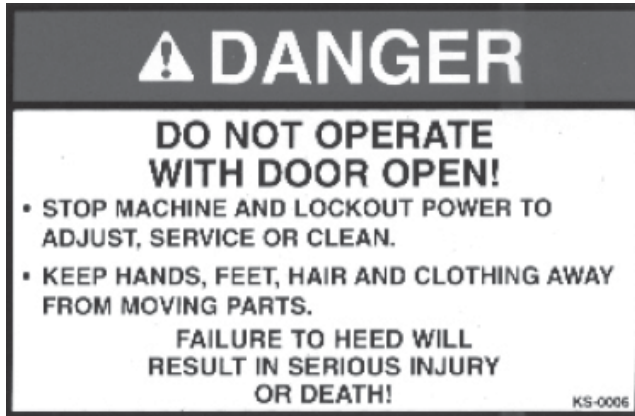 DANGER
DO NOT OPERATE
WITH DOOR OPEN!
• STOP MACHINE AND LOCKOUT POWER TO
ADJUST, SERVICE OR CLEAN.
• KEEP HANDS, FEET, HAIR AND CLOTHING AWAY
FROM MOVING PARTS.
FAILURE TO HEED WILL
RESULT IN SERIOUS INJURY
OR DEATH!
KS-0006